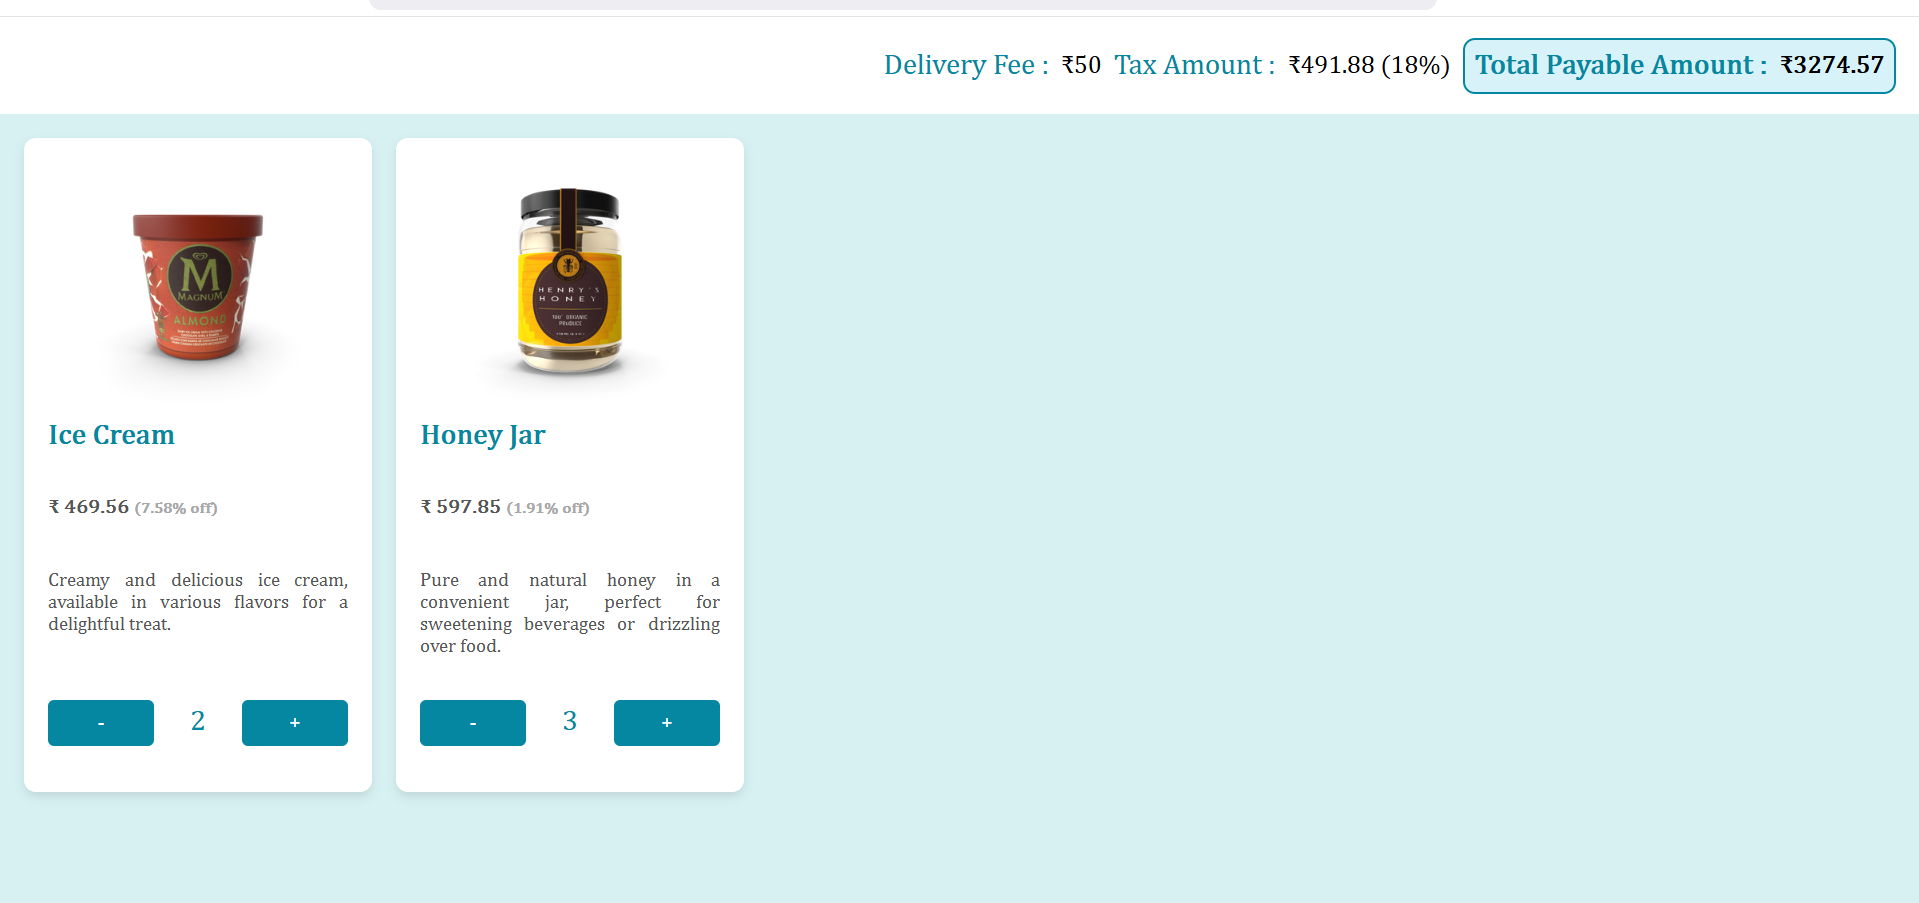 Delivery Fee : ₹50 Tax Amount : ₹491.88 (18%) Total Payable Amount : ₹3274.57
M
MAGNUM
ALMOND
HENRY'S
HONEY
100% ORGANIC
PRODUCE
Ice Cream
₹ 469.56 (7.58% off)
Creamy and delicious ice cream,
available in various flavors for a
delightful treat.
- 2 +
Honey Jar
₹ 597.85 (1.91% off)
Pure and natural honey in a
convenient jar, perfect for
sweetening beverages or drizzling
over food.
- 3 +